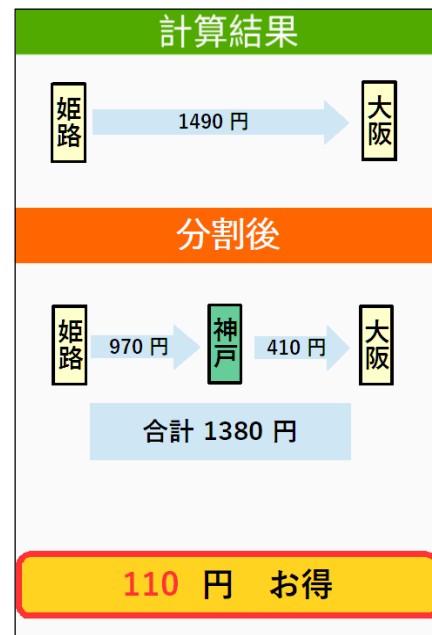 計算結果
姫路 1490 円 大阪
分割後
姫路 970 円 神戸 410 円 大阪
合計 1380 円
110 円 お得